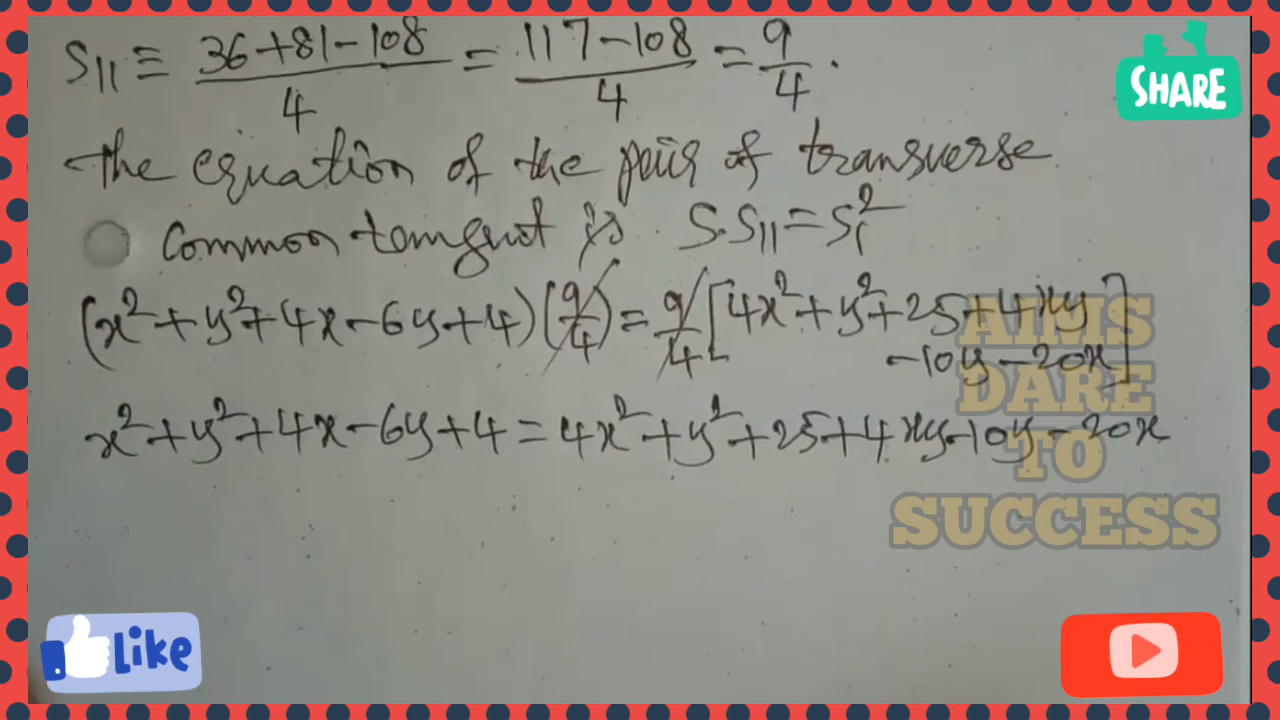 S₁₁ ≡ 36+81-108/4 = 117-108/4 = 9/4.
SHARE
The equation of the pair of transverse
common tangent is S.S₁₁=S₁²
(x²+y²+4x-6y+4)(9/4)=9/4[4x²+y²+25+4xy
-10y-20x]
x²+y²+4x-6y+4=4x²+y²+25+4xy-10y-20x
AIMS
DARE
TO
SUCCESS
Like